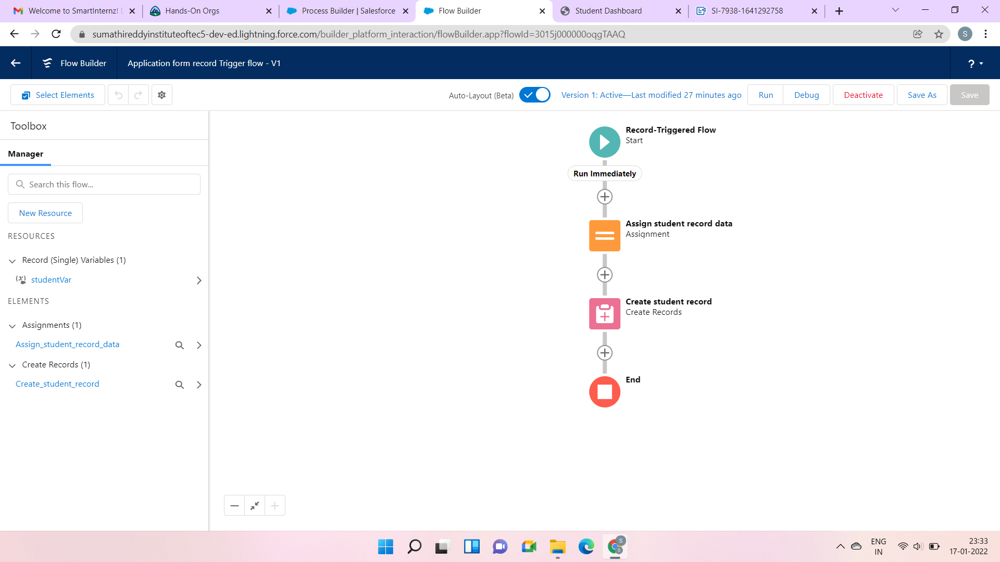 Welcome to SmartInternz!
Hands-On Orgs
Process Builder | Salesforce
Flow Builder
Student Dashboard
SI-7938-1641292758
sumathireddyinstituteoftec5-dev-ed.lightning.force.com/builder_platform_interaction/flowBuilder.app?flowId=3015j000000oqgTAAQ
S
Flow Builder
Application form record Trigger flow - V1
?
Select Elements
Auto-Layout (Beta)
Version 1: Active—Last modified 27 minutes ago
Run
Debug
Deactivate
Save As
Save
Toolbox
Manager
Search this flow...
New Resource
RESOURCES
Record (Single) Variables (1)
studentVar
ELEMENTS
Assignments (1)
Assign_student_record_data
Create Records (1)
Create_student_record
Record-Triggered Flow
Start
Run Immediately
Assign student record data
Assignment
Create student record
Create Records
End
S
S
ENG
IN
23:33
17-01-2022